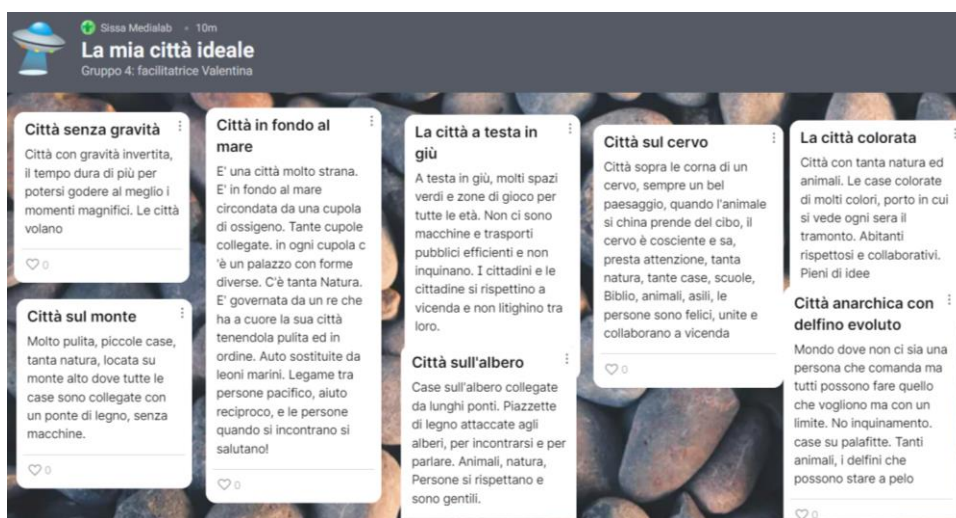 Sissa Medialab • 10m
La mia città ideale
Gruppo 4: facilitatrice Valentina
Città senza gravità
Città con gravità invertita,
il tempo dura di più per
potersi godere al meglio i
momenti magnifici. Le città
volano
0
Città sul monte
Molto pulita, piccole case,
tanta natura, locata su
monte alto dove tutte le
case sono collegate con
un ponte di legno, senza
macchine.
0
Città in fondo al
mare
E' una città molto strana.
E' in fondo al mare
circondata da una cupola
di ossigeno. Tante cupole
collegate. in ogni cupola c
'è un palazzo con forme
diverse. C'è tanta Natura.
E' governata da un re che
ha a cuore la sua città
tenendola pulita ed in
ordine. Auto sostituite da
leoni marini. Legame tra
persone pacifico, aiuto
reciproco, e le persone
quando si incontrano si
salutano!
0
La città a testa in
giù
A testa in giù, molti spazi
verdi e zone di gioco per
tutte le età. Non ci sono
macchine e trasporti
pubblici efficienti e non
inquinano. I cittadini e le
cittadine si rispettino a
vicenda e non litighino tra
loro.
Città sull'albero
Case sull'albero collegate
da lunghi ponti. Piazzette
di legno attaccate agli
alberi, per incontrarsi e per
parlare. Animali, natura,
Persone si rispettano e
sono gentili.
Città sul cervo
Città sopra le corna di un
cervo, sempre un bel
paesaggio, quando l'animale
si china prende del cibo, il
cervo è cosciente e sa,
presta attenzione, tanta
natura, tante case, scuole,
Biblio, animali, asili, le
persone sono felici, unite e
collaborano a vicenda
0
La città colorata
Città con tanta natura ed
animali. Le case colorate
di molti colori, porto in cui
si vede ogni sera il
tramonto. Abitanti
rispettosi e collaborativi.
Pieni di idee
Città anarchica con
delfino evoluto
Mondo dove non ci sia una
persona che comanda ma
tutti possono fare quello
che vogliono ma con un
limite. No inquinamento.
case su palafitte. Tanti
animali, i delfini che
possono stare a pelo
0